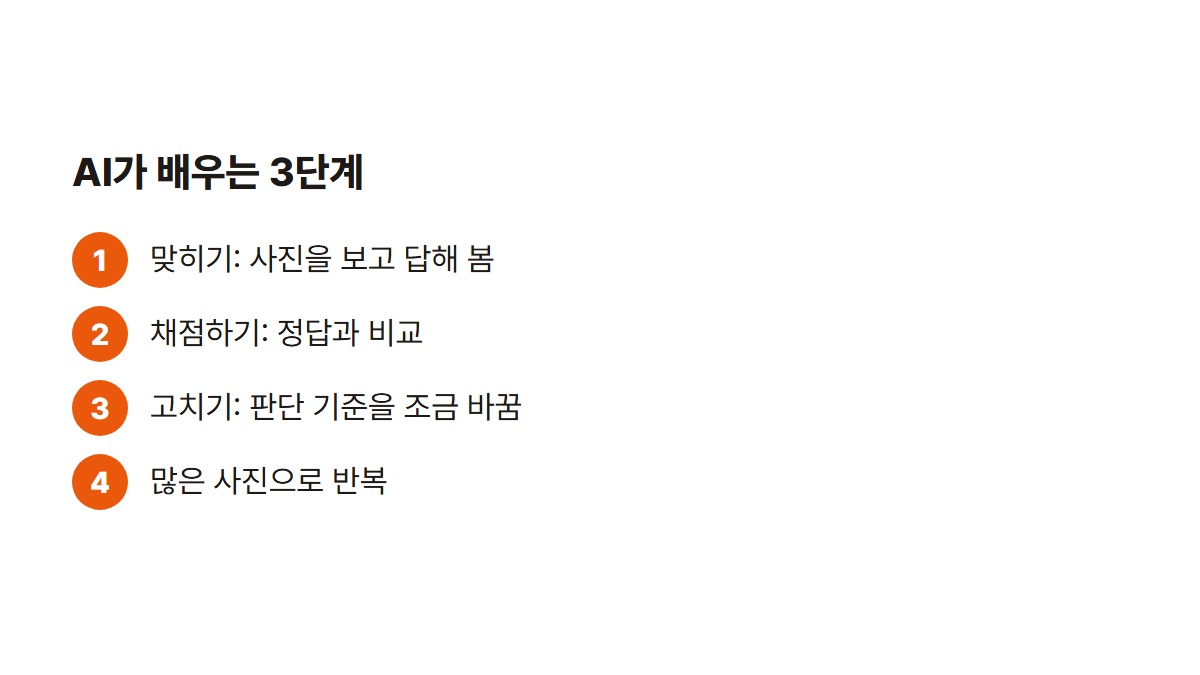 AI가 배우는 3단계
1 맞히기: 사진을 보고 답해 봄
2 채점하기: 정답과 비교
3 고치기: 판단 기준을 조금 바꿈
4 많은 사진으로 반복